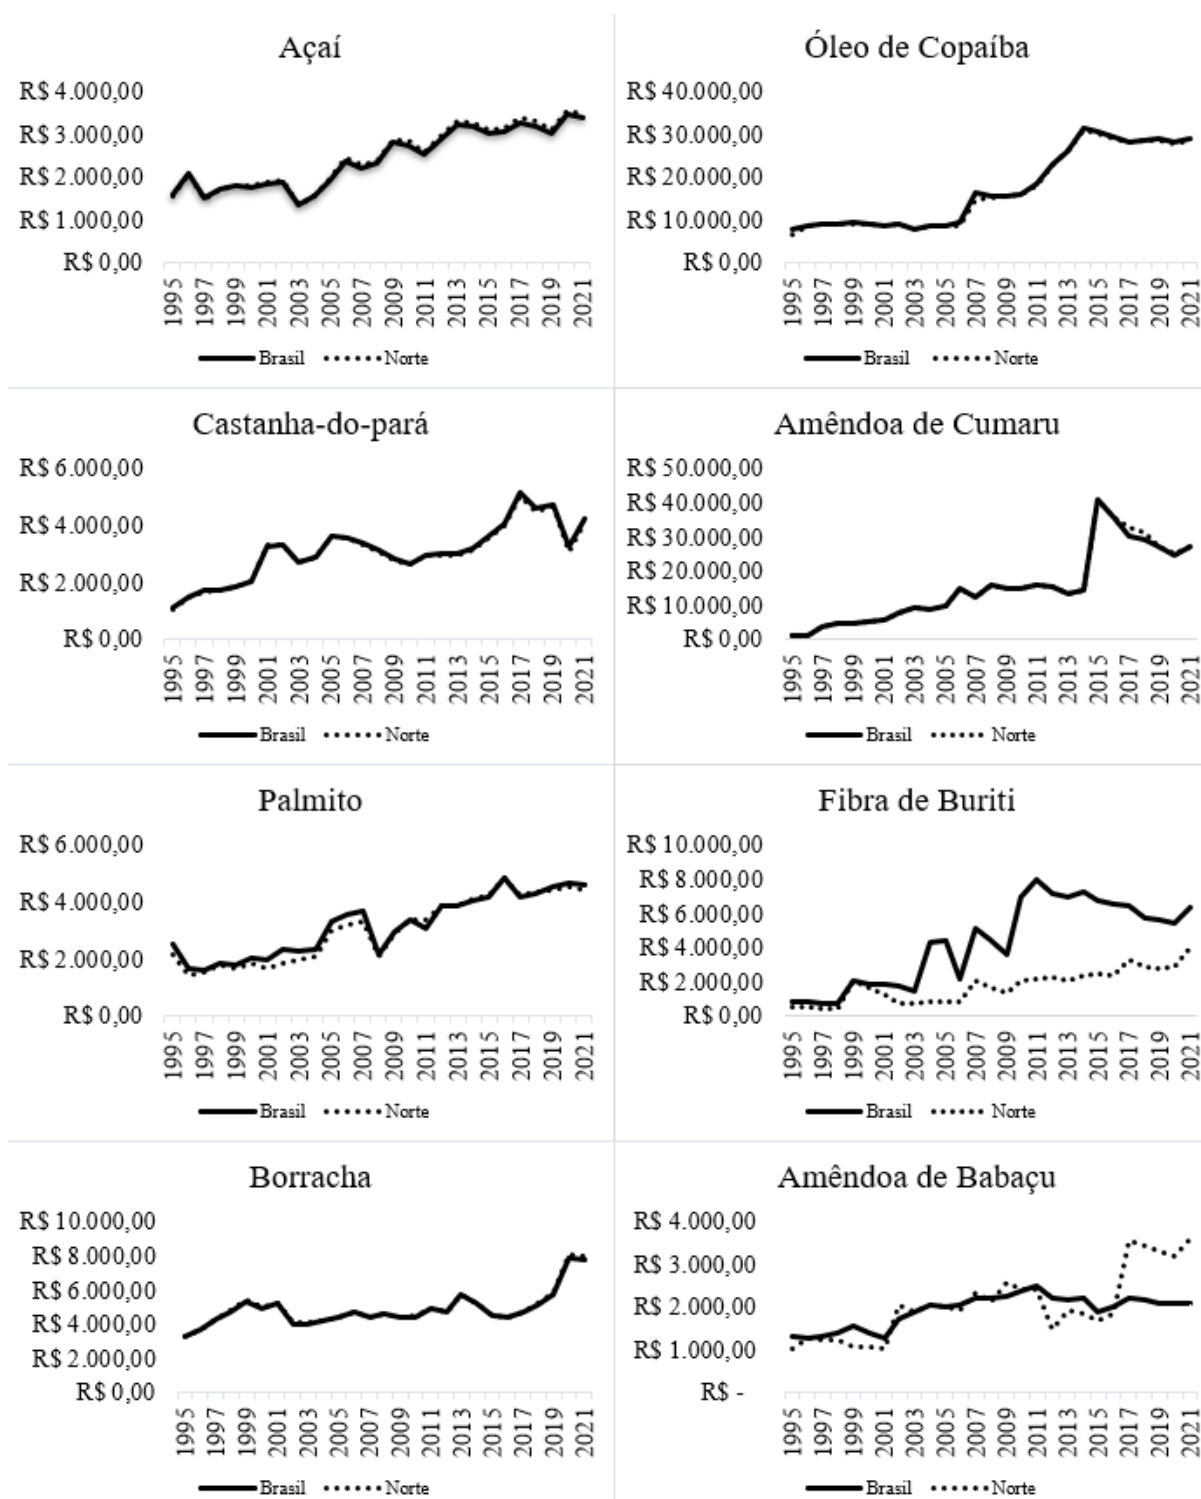 Açaí
R$ 4.000,00
R$ 3.000,00
R$ 2.000,00
R$ 1.000,00
R$ 0,00
1995 1997 1999 2001 2003 2005 2007 2009 2011 2013 2015 2017 2019 2021
Brasil Norte
Óleo de Copaíba
R$ 40.000,00
R$ 30.000,00
R$ 20.000,00
R$ 10.000,00
R$ 0,00
1995 1997 1999 2001 2003 2005 2007 2009 2011 2013 2015 2017 2019 2021
Brasil Norte
Castanha-do-pará
R$ 6.000,00
R$ 4.000,00
R$ 2.000,00
R$ 0,00
1995 1997 1999 2001 2003 2005 2007 2009 2011 2013 2015 2017 2019 2021
Brasil Norte
Amêndoa de Cumaru
R$ 50.000,00
R$ 40.000,00
R$ 30.000,00
R$ 20.000,00
R$ 10.000,00
R$ 0,00
1995 1997 1999 2001 2003 2005 2007 2009 2011 2013 2015 2017 2019 2021
Brasil Norte
Palmito
R$ 6.000,00
R$ 4.000,00
R$ 2.000,00
R$ 0,00
1995 1997 1999 2001 2003 2005 2007 2009 2011 2013 2015 2017 2019 2021
Brasil Norte
Fibra de Buriti
R$ 10.000,00
R$ 8.000,00
R$ 6.000,00
R$ 4.000,00
R$ 2.000,00
R$ 0,00
1995 1997 1999 2001 2003 2005 2007 2009 2011 2013 2015 2017 2019 2021
Brasil Norte
Borracha
R$ 10.000,00
R$ 8.000,00
R$ 6.000,00
R$ 4.000,00
R$ 2.000,00
R$ 0,00
1995 1997 1999 2001 2003 2005 2007 2009 2011 2013 2015 2017 2019 2021
Brasil Norte
Amêndoa de Babaçu
R$ 4.000,00
R$ 3.000,00
R$ 2.000,00
R$ 1.000,00
R$ -
1995 1997 1999 2001 2003 2005 2007 2009 2011 2013 2015 2017 2019 2021
Brasil Norte